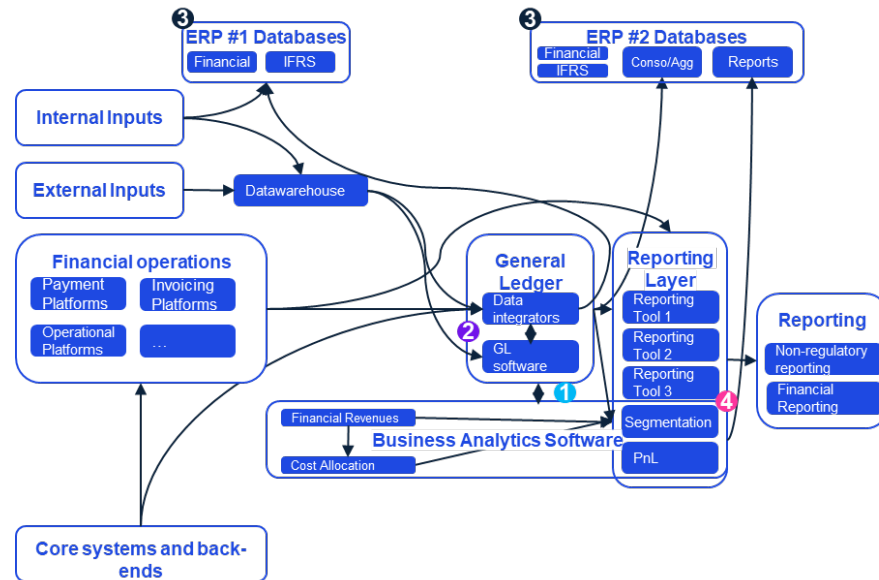 3
ERP #1 Databases
Financial
IFRS
3
ERP #2 Databases
Financial
IFRS
Conso/Agg
Reports
Internal Inputs
External Inputs
Datawarehouse
Financial operations
Payment
Platforms
Invoicing
Platforms
Operational
Platforms
...
General
Ledger
Data
integrators
2
GL
software
1
Reporting
Layer
Reporting
Tool 1
Reporting
Tool 2
Reporting
Tool 3
4
Segmentation
PnL
Reporting
Non-regulatory
reporting
Financial
Reporting
Financial Revenues
Business Analytics Software
Cost Allocation
Core systems and back-
ends